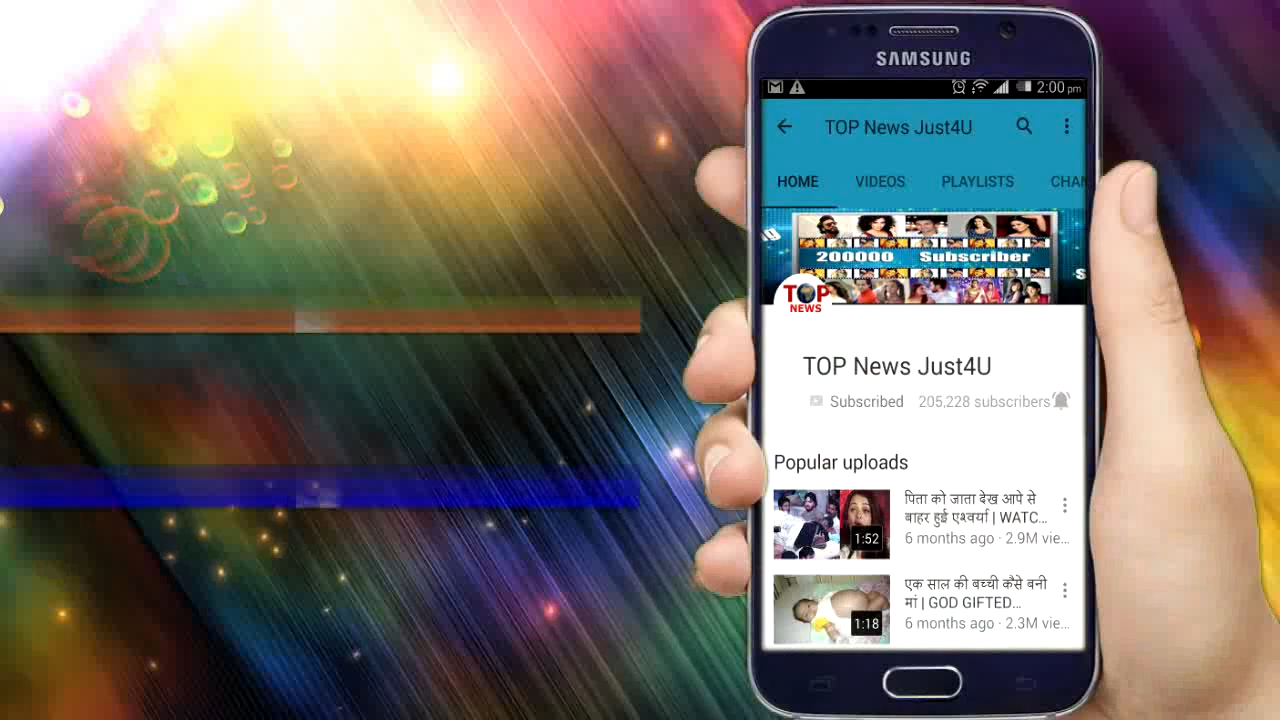 SAMSUNG
2:00 pm
TOP News Just4U
HOME VIDEOS PLAYLISTS CHAN
200000 Subscriber
TOP
NEWS
TOP News Just4U
Subscribed 205,228 subscribers
Popular uploads
पिता को जाता देख आपे से
बाहर हुई एश्वर्या | WATC...
6 months ago · 2.9M vie...
1:52
एक साल की बच्ची कैसे बनी
मां | GOD GIFTED...
6 months ago · 2.3M vie...
1:18